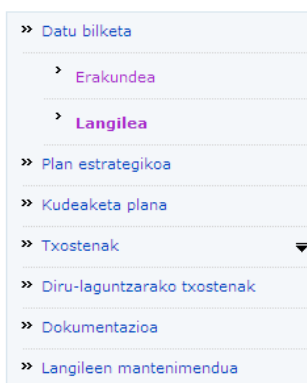 » Datu bilketa
› Erakundea
› Langilea
» Plan estrategikoa
» Kudeaketa plana
» Txostenak
» Diru-laguntzarako txostenak
» Dokumentazioa
» Langileen mantenimendua